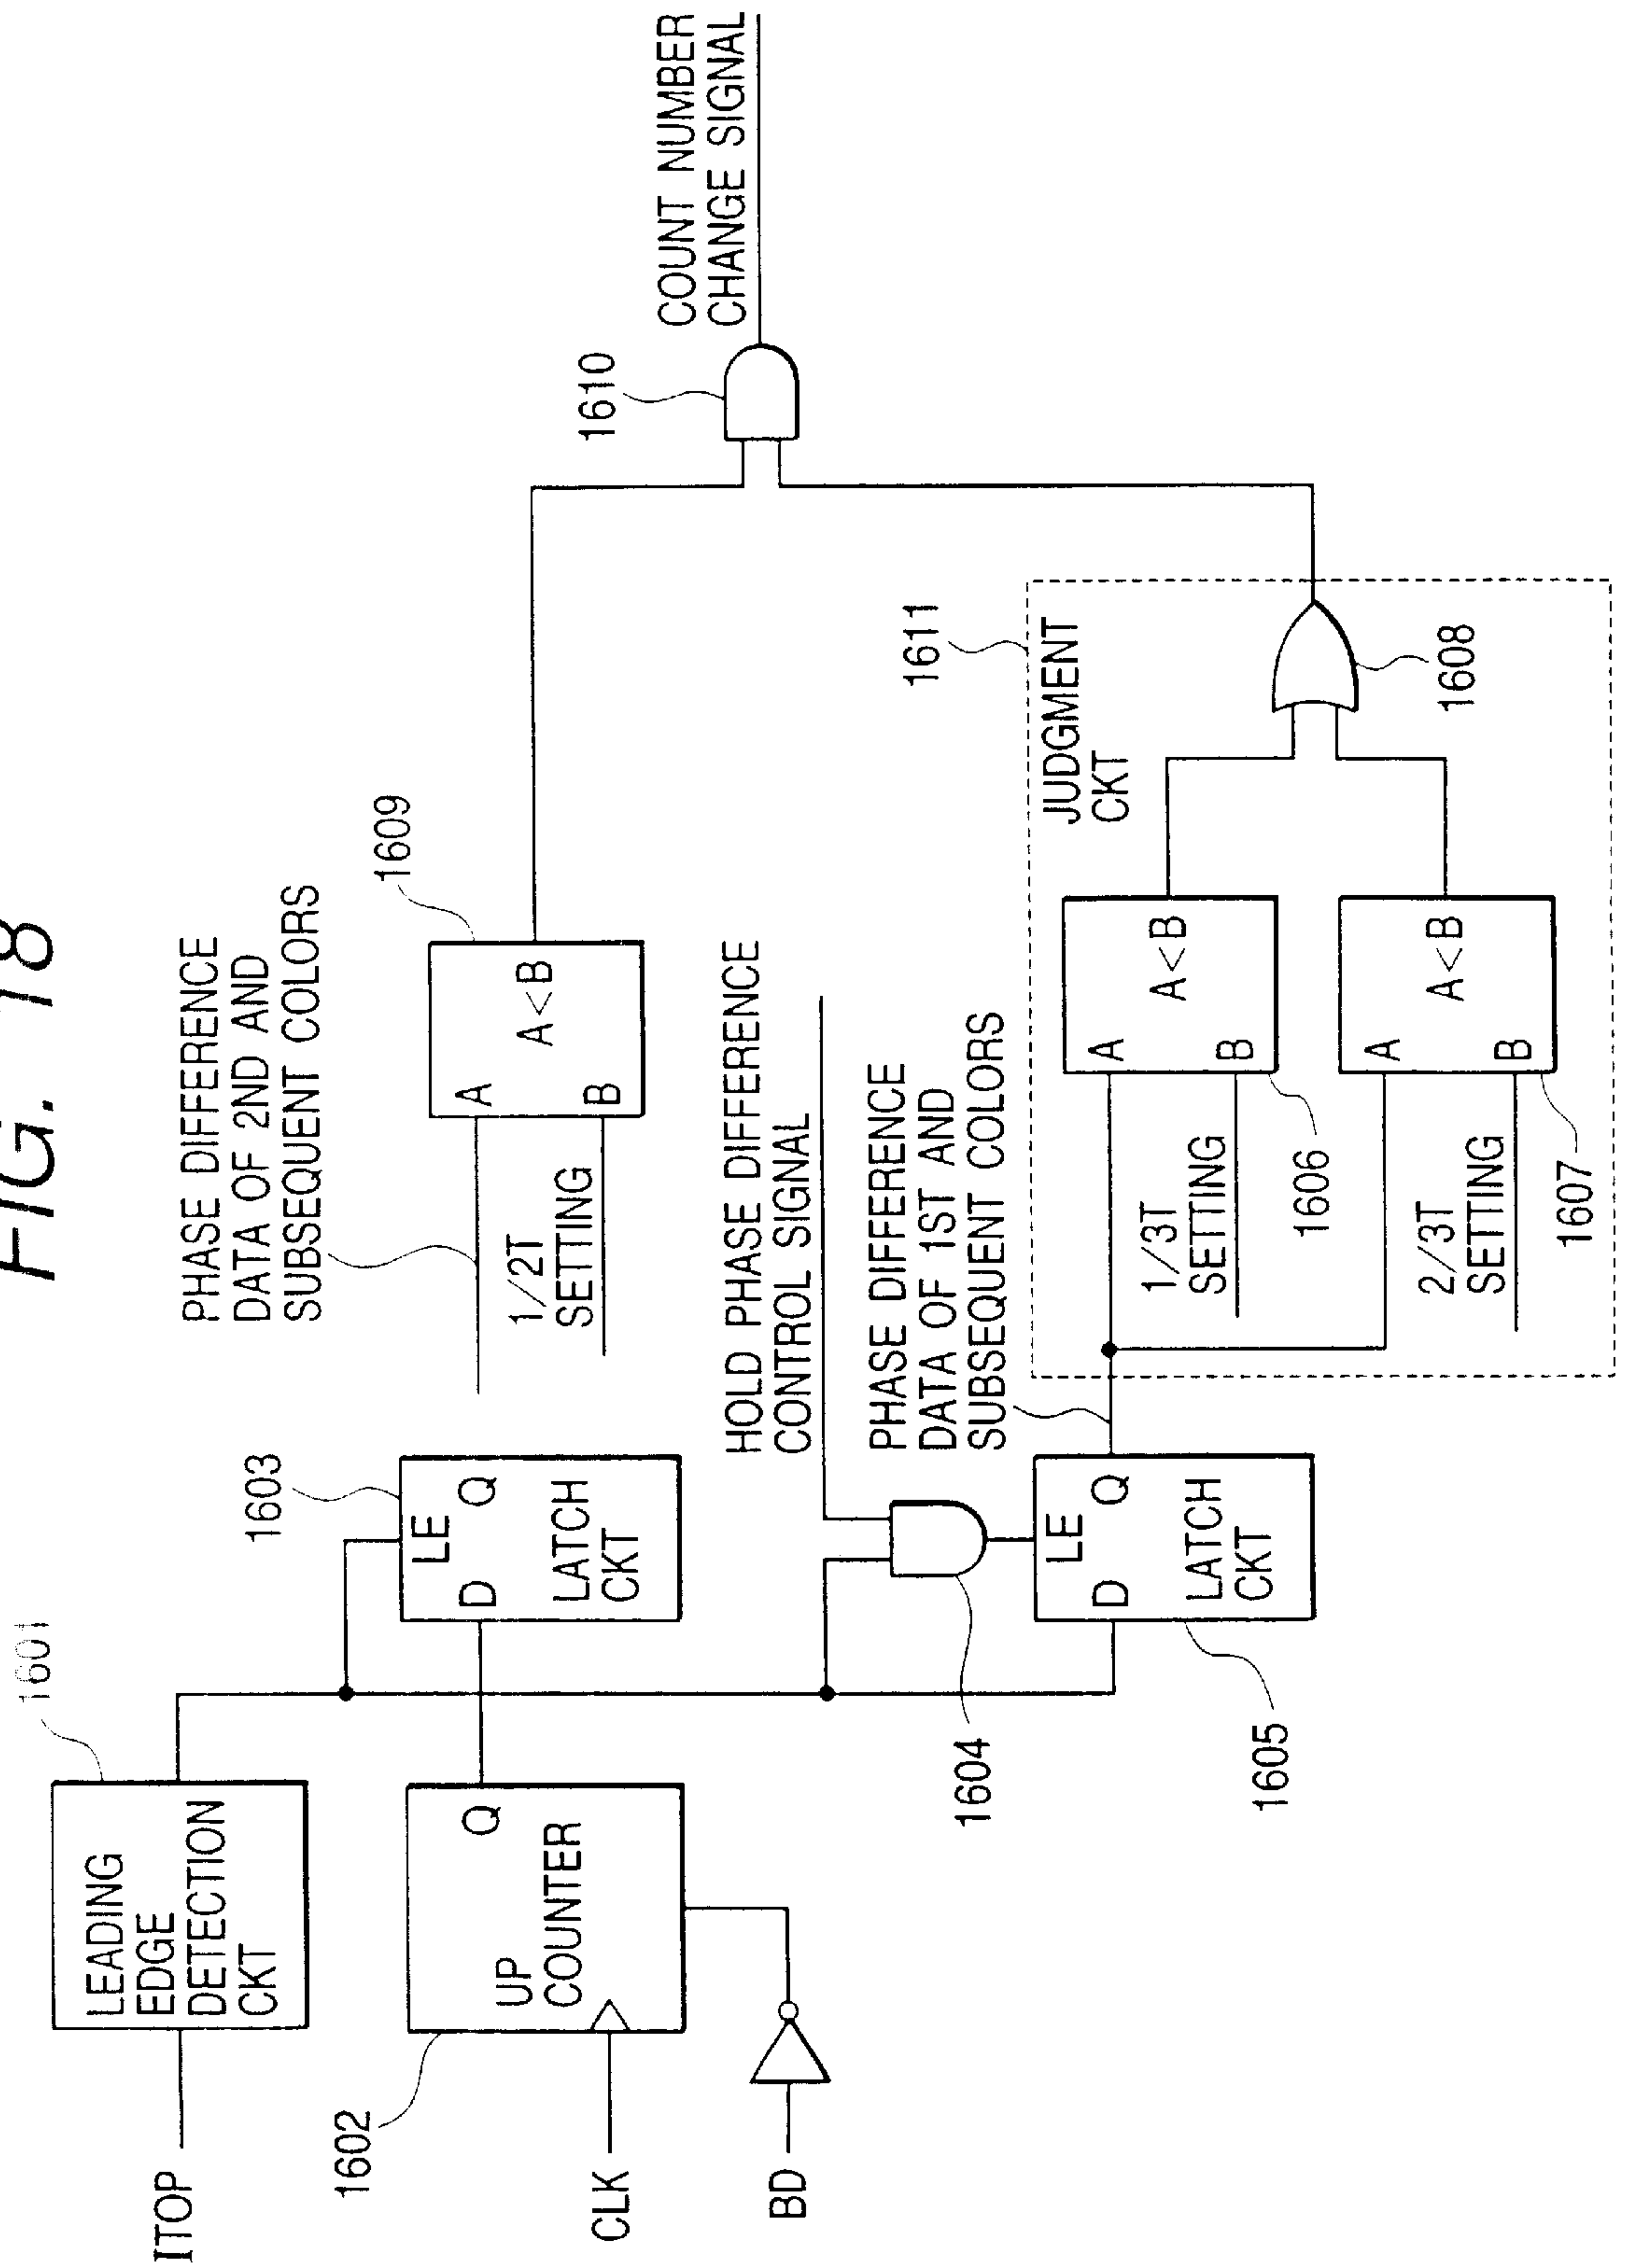 FIG. 18
ITOP
LEADING
EDGE
DETECTION
CKT
1601
1602
CLK
BD
UP
COUNTER
Q
1603
LE
D
Q
LATCH
CKT
PHASE DIFFERENCE
DATA OF 2ND AND
SUBSEQUENT COLORS
1/2T
SETTING
A
B
A<B
1609
HOLD PHASE DIFFERENCE
CONTROL SIGNAL
1604
1605
LE
D
Q
LATCH
CKT
PHASE DIFFERENCE
DATA OF 1ST AND
SUBSEQUENT COLORS
1/3T
SETTING
1606
A
B
A<B
2/3T
SETTING
1607
A
B
A<B
JUDGMENT
CKT
1611
1608
1610
COUNT NUMBER
CHANGE SIGNAL